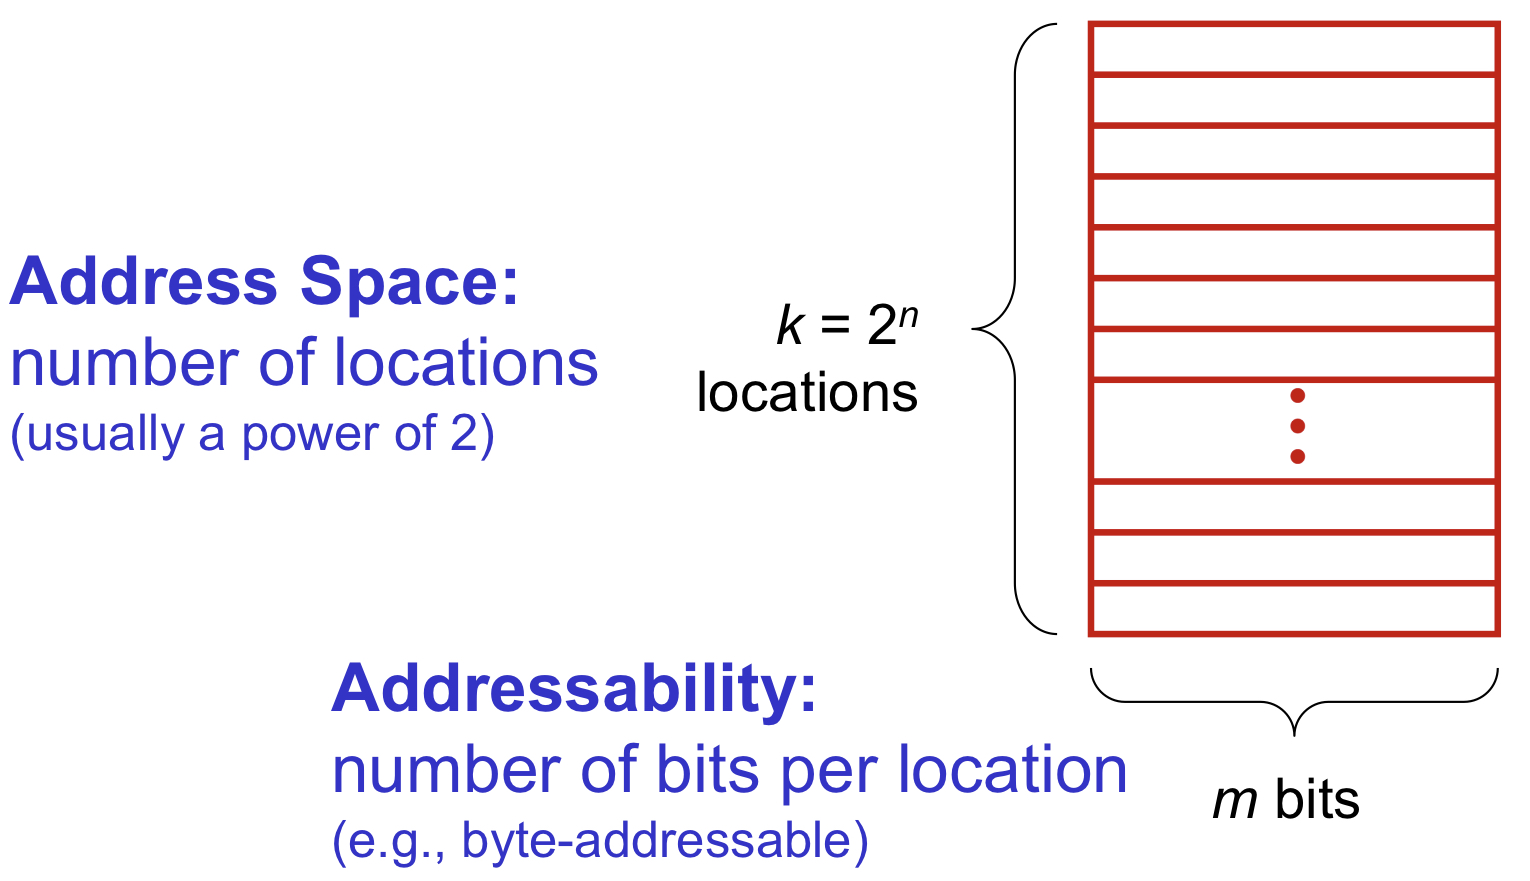 Address Space:
number of locations
(usually a power of 2)
k = 2ⁿ
locations
Addressability:
number of bits per location
(e.g., byte-addressable)
m bits